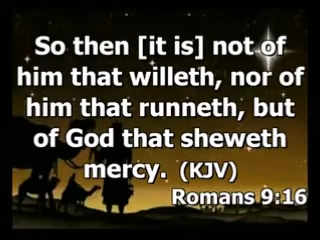 So then [it is] not of
him that willeth, nor of
him that runneth, but
of God that sheweth
mercy. (KJV)
Romans 9:16